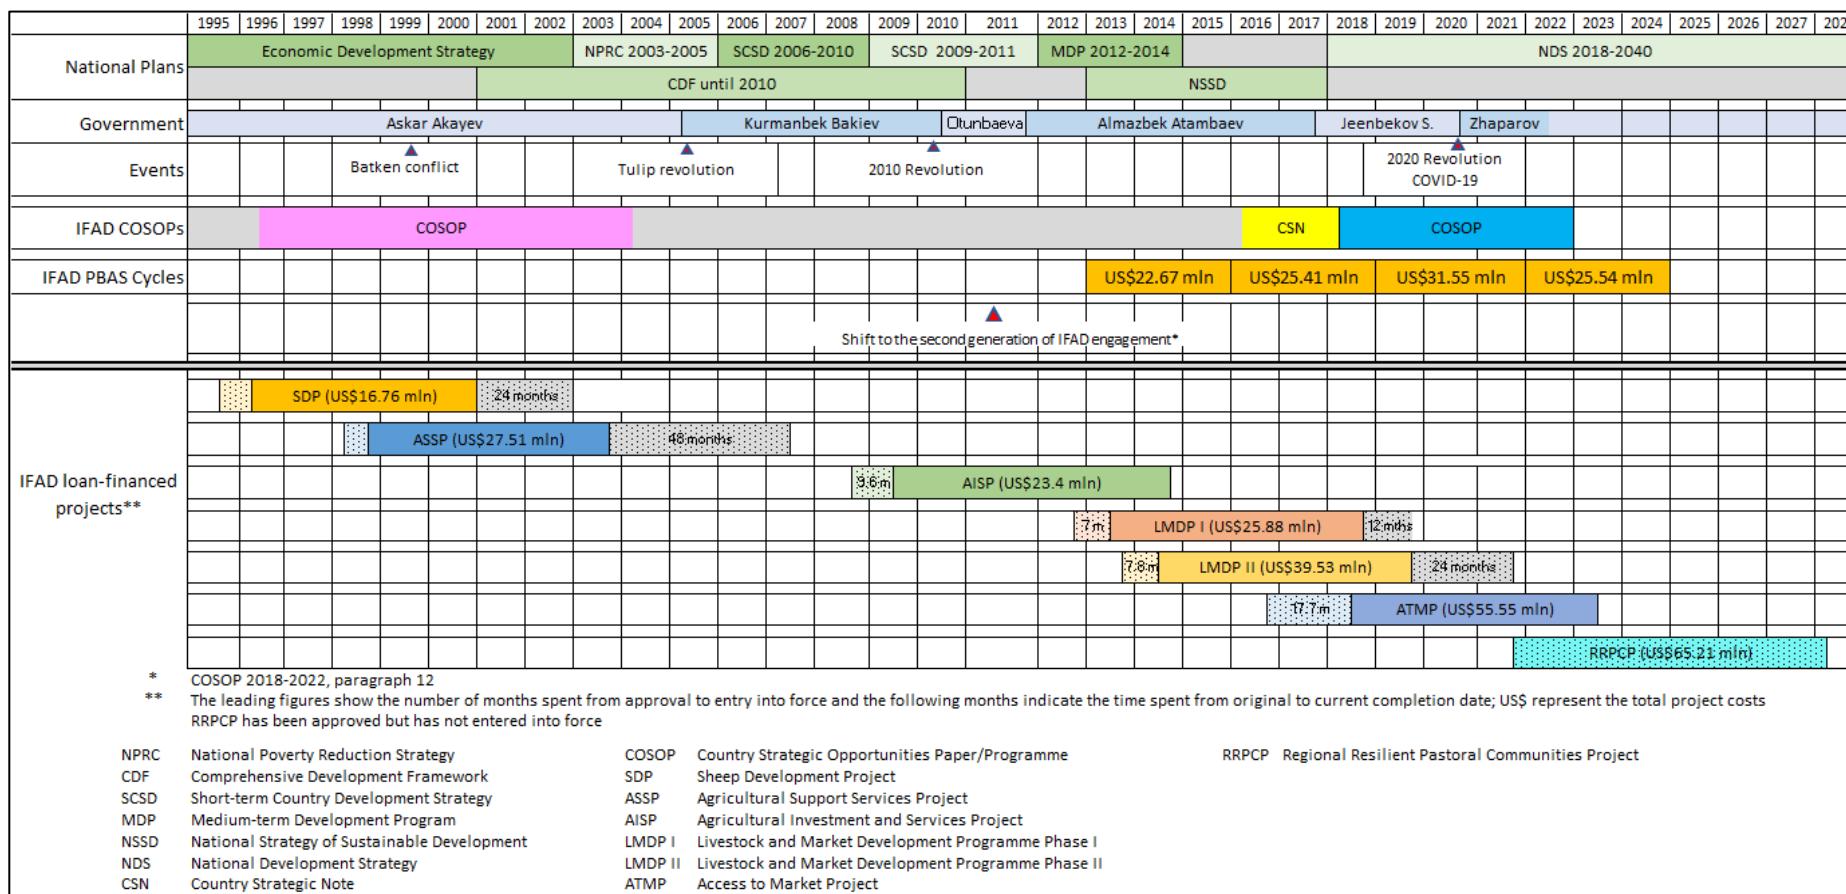 1995 1996 1997 1998 1999 2000 2001 2002 2003 2004 2005 2006 2007 2008 2009 2010 2011 2012 2013 2014 2015 2016 2017 2018 2019 2020 2021 2022 2023 2024 2025 2026 2027 202
National Plans
Economic Development Strategy NPRC 2003-2005 SCSD 2006-2010 SCSD 2009-2011 MDP 2012-2014 NDS 2018-2040
CDF until 2010 NSSD
Government Askar Akayev Kurmanbek Bakiev Otunbaeva Almazbek Atambaev Jeenbekov S. Zhaparov
Events Batken conflict Tulip revolution 2010 Revolution 2020 Revolution
COVID-19
IFAD COSOPs COSOP CSN COSOP
IFAD PBAS Cycles US$22.67 mln US$25.41 mln US$31.55 mln US$25.54 mln
Shift to the second generation of IFAD engagement*
IFAD loan-financed
projects**
SDP (US$16.76 mln) 24 months
ASSP (US$27.51 mln) 48 months
9.6 m AISP (US$23.4 mln)
7 m LMDP I (US$25.88 mln) 12 mths
7.8 m LMDP II (US$39.53 mln) 24 months
17.7 m ATMP (US$55.55 mln)
RRPCP (US$65.21 mln)
* COSOP 2018-2022, paragraph 12
** The leading figures show the number of months spent from approval to entry into force and the following months indicate the time spent from original to current completion date; US$ represent the total project costs
RRPCP has been approved but has not entered into force
NPRC National Poverty Reduction Strategy COSOP Country Strategic Opportunities Paper/Programme RRPCP Regional Resilient Pastoral Communities Project
CDF Comprehensive Development Framework SDP Sheep Development Project
SCSD Short-term Country Development Strategy ASSP Agricultural Support Services Project
MDP Medium-term Development Program AISP Agricultural Investment and Services Project
NSSD National Strategy of Sustainable Development LMDP I Livestock and Market Development Programme Phase I
NDS National Development Strategy LMDP II Livestock and Market Development Programme Phase II
CSN Country Strategic Note ATMP Access to Market Project